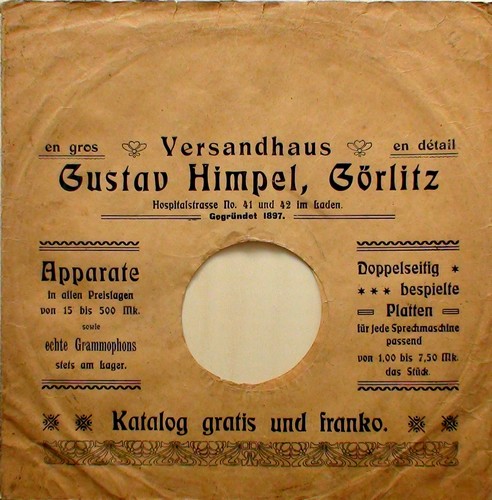 en gros Versandhaus en détail
Gustav Himpel, Görlitz
Hospitalstrasse No. 41 und 42 im Laden.
Gegründet 1897.
Apparate
in allen Preislagen
von 15 bis 500 Mk.
sowie
echte Grammophons
stets am Lager.
Doppelseitig
bespielte
Platten
für jede Sprechmaschine
passend
von 1,00 bis 7,50 Mk.
das Stück.
Katalog gratis und franko.